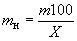 mн = m100 / X